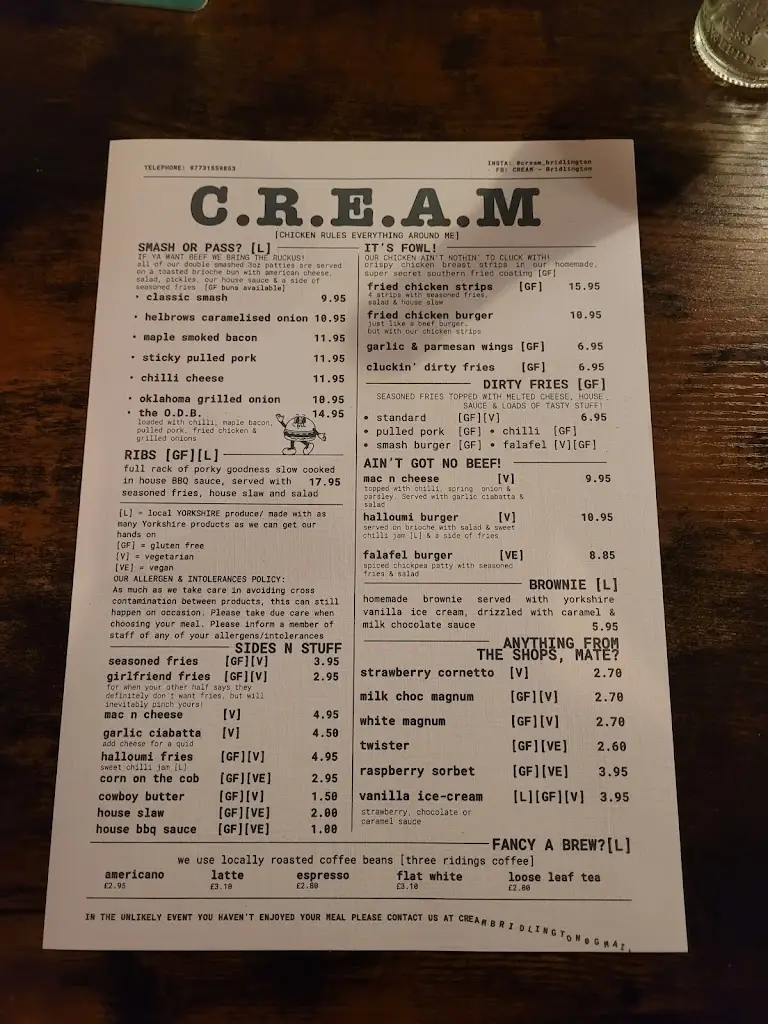 TELEPHONE: 07731559863
INSTA: @cream_bridlington
FB: CREAM - Bridlington
C.R.E.A.M
[CHICKEN RULES EVERYTHING AROUND ME]
SMASH OR PASS? [L]
IF YA WANT BEEF WE BRING THE RUCKUS!
all of our double smashed 3oz patties are served
on a toasted brioche bun with american cheese,
salad, pickles, our house sauce & a side of
seasoned fries [GF buns available]
• classic smash 9.95
• helbrows caramelised onion 10.95
• maple smoked bacon 11.95
• sticky pulled pork 11.95
• chilli cheese 11.95
• oklahoma grilled onion 10.95
• the O.D.B. 14.95
loaded with chilli, maple bacon,
pulled pork, fried chicken &
grilled onions
RIBS [GF][L]
full rack of porky goodness slow cooked
in house BBQ sauce, served with 17.95
seasoned fries, house slaw and salad
[L] = local YORKSHIRE produce/ made with as
many Yorkshire products as we can get our
hands on
[GF] = gluten free
[V] = vegetarian
[VE] = vegan
OUR ALLERGEN & INTOLERANCES POLICY:
As much as we take care in avoiding cross
contamination between products, this can still
happen on occasion. Please take due care when
choosing your meal. Please inform a member of
staff of any of your allergens/intolerances
SIDES N STUFF
seasoned fries [GF][V] 3.95
girlfriend fries [GF][V] 2.95
for when your other half says they
definitely don't want fries, but will
inevitably pinch yours!
mac n cheese [V] 4.95
garlic ciabatta [V] 4.50
add cheese for a quid
halloumi fries [GF][V] 4.95
sweet chilli jam [L]
corn on the cob [GF][VE] 2.95
cowboy butter [GF][V] 1.50
house slaw [GF][VE] 2.00
house bbq sauce [GF][VE] 1.00
IT'S FOWL!
OUR CHICKEN AIN'T NOTHIN' TO CLUCK WITH!
crispy chicken breast strips in our homemade,
super secret southern fried coating [GF]
fried chicken strips [GF] 15.95
4 strips with seasoned fries,
salad & house slaw
fried chicken burger 10.95
just like a beef burger,
but with our chicken strips
garlic & parmesan wings [GF] 6.95
cluckin' dirty fries [GF] 6.95
DIRTY FRIES [GF]
SEASONED FRIES TOPPED WITH MELTED CHEESE, HOUSE
SAUCE & LOADS OF TASTY STUFF!
• standard [GF][V] 6.95
• pulled pork [GF] • chilli [GF]
• smash burger [GF] • falafel [V][GF]
AIN'T GOT NO BEEF!
mac n cheese [V] 9.95
topped with chilli, spring onion &
parsley. Served with garlic ciabatta &
salad
halloumi burger [V] 10.95
served on brioche with salad & sweet
chilli jam [L] & a side of fries
falafel burger [VE] 8.85
spiced chickpea patty with seasoned
fries & salad
BROWNIE [L]
homemade brownie served with yorkshire
vanilla ice cream, drizzled with caramel &
milk chocolate sauce 5.95
ANYTHING FROM
THE SHOPS, MATE?
strawberry cornetto [V] 2.70
milk choc magnum [GF][V] 2.70
white magnum [GF][V] 2.70
twister [GF][VE] 2.60
raspberry sorbet [GF][VE] 3.95
vanilla ice-cream [L][GF][V] 3.95
strawberry, chocolate or
caramel sauce
FANCY A BREW?[L]
we use locally roasted coffee beans [three ridings coffee]
americano latte espresso flat white loose leaf tea
£2.95 £3.10 £2.80 £3.10 £2.80
IN THE UNLIKELY EVENT YOU HAVEN'T ENJOYED YOUR MEAL PLEASE CONTACT US AT CREAMBRIDLINGTON@GMAI.